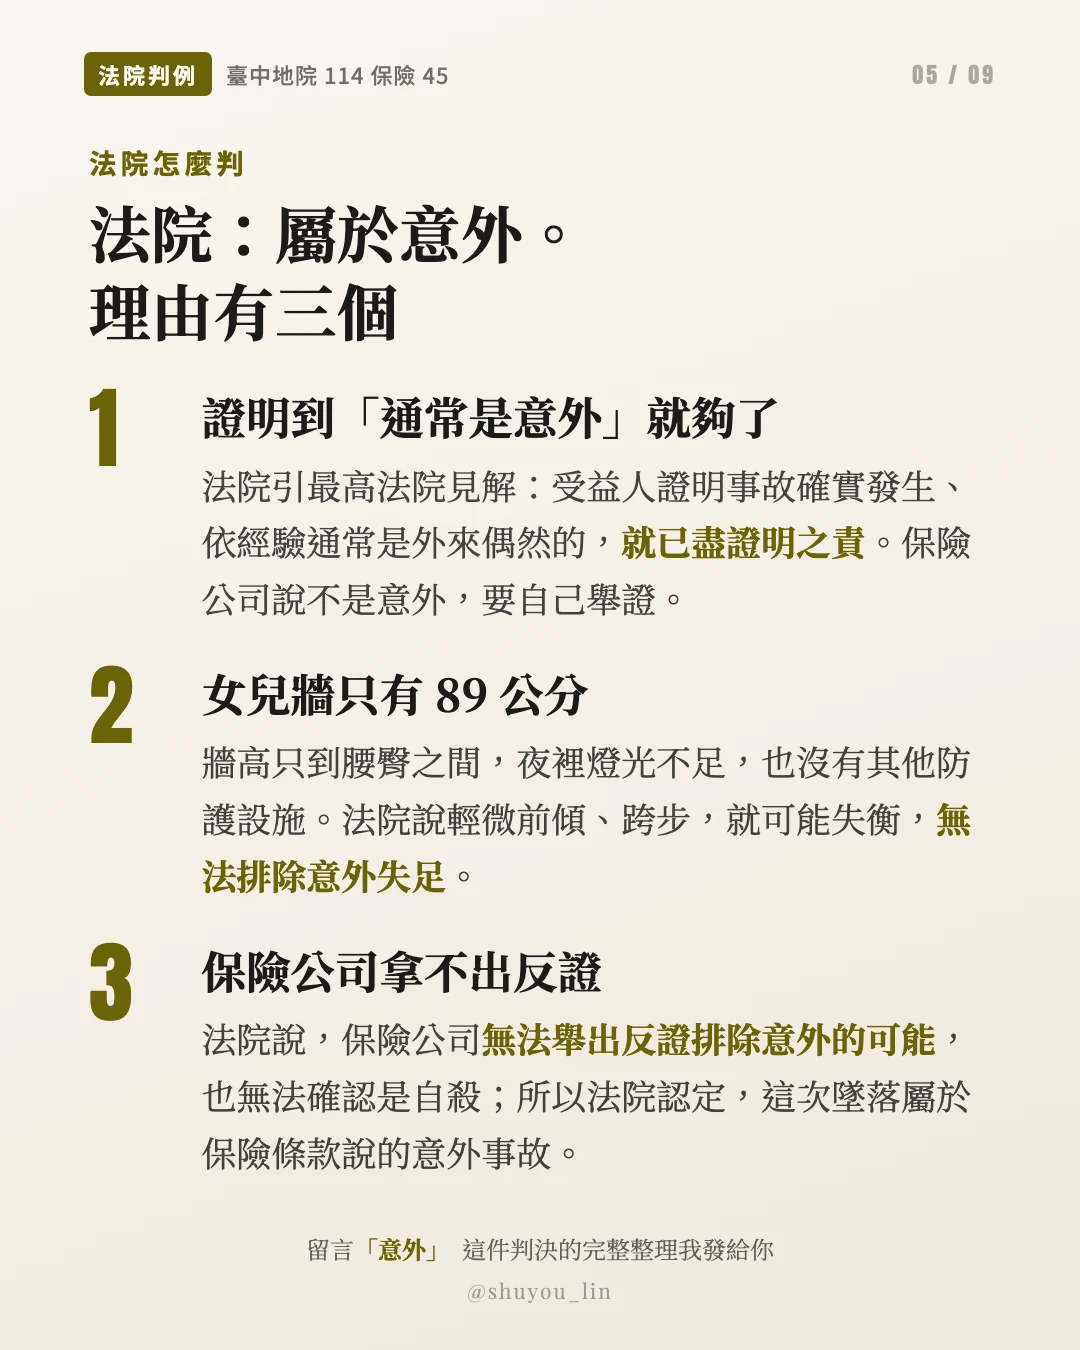 法院判例 臺中地院 114 保險 45
05 / 09
法院怎麼判
法院：屬於意外。
理由有三個
1
證明到「通常是意外」就夠了
法院引最高法院見解：受益人證明事故確實發生、
依經驗通常是外來偶然的，就已盡證明之責。保險
公司說不是意外，要自己舉證。
2
女兒牆只有 89 公分
牆高只到腰臀之間，夜裡燈光不足，也沒有其他防
護設施。法院說輕微前傾、跨步，就可能失衡，無
法排除意外失足。
3
保險公司拿不出反證
法院說，保險公司無法舉出反證排除意外的可能，
也無法確認是自殺；所以法院認定，這次墜落屬於
保險條款說的意外事故。
留言「意外」 這件判決的完整整理我發給你
@shuyou_lin